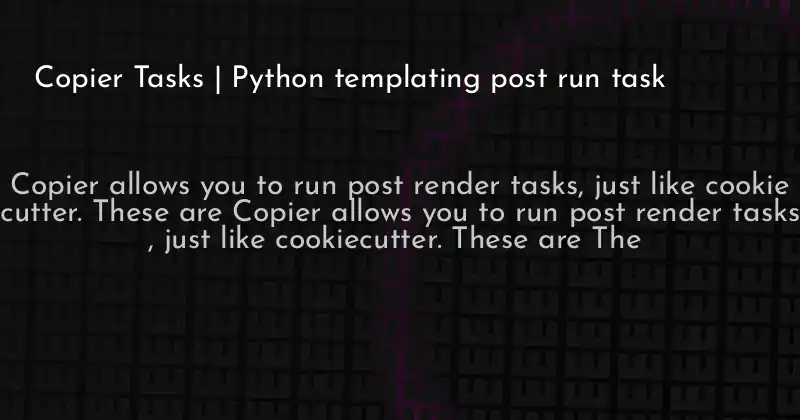 Copier Tasks | Python templating post run task
Copier allows you to run post render tasks, just like cookie
cutter. These are Copier allows you to run post render tasks
, just like cookiecutter. These are The